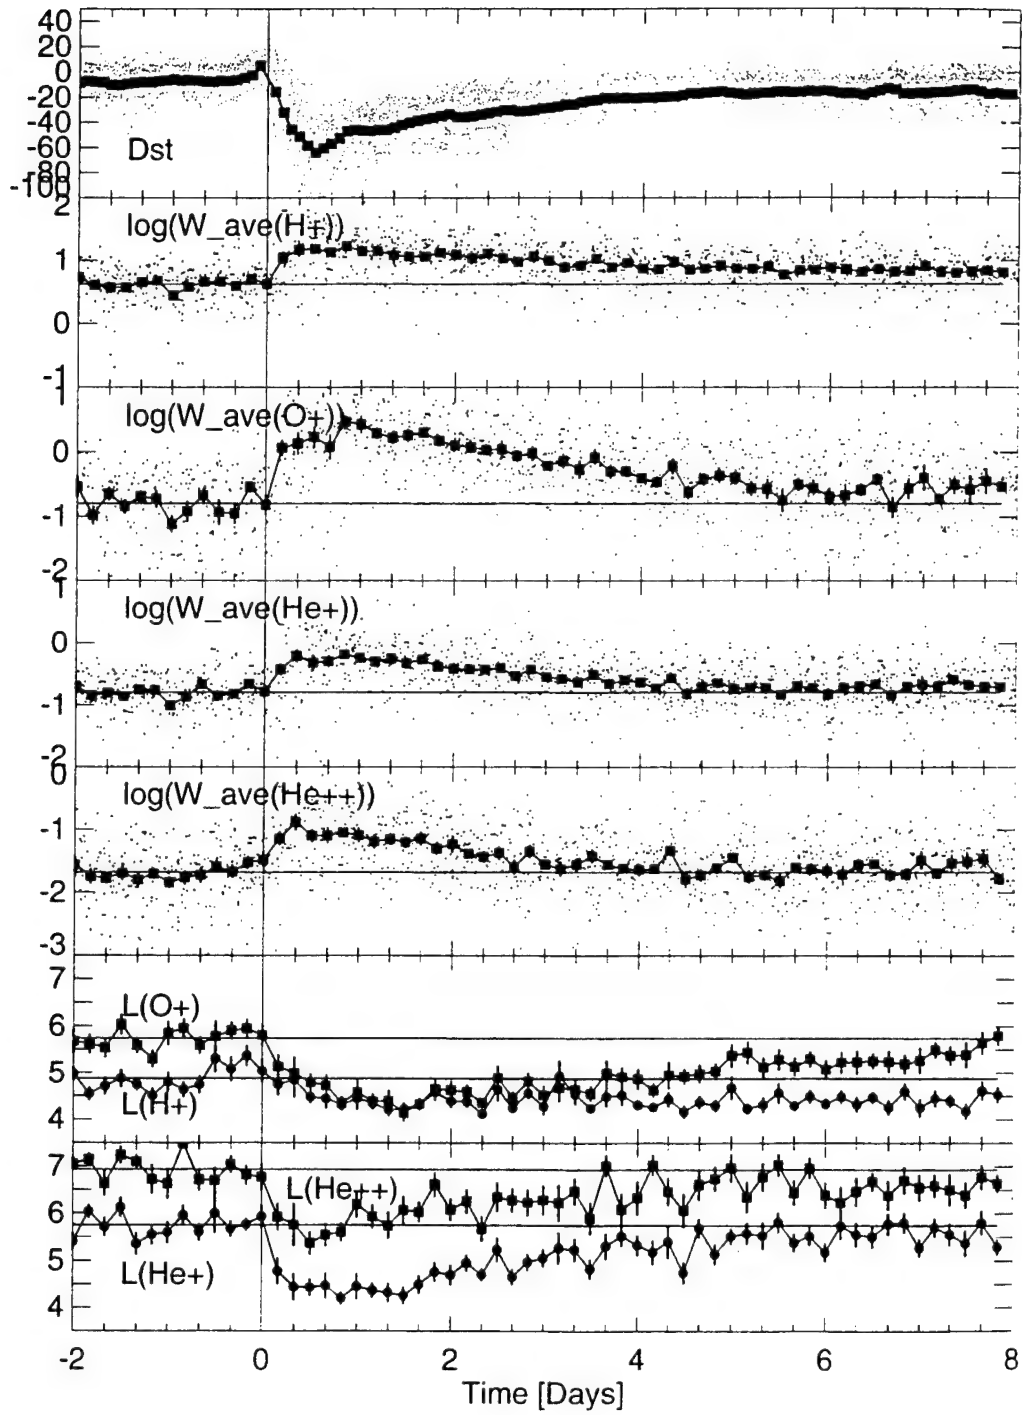 40
20
0
-20
-40
-60
-80
-100
Dst
2
log(W_ave(H+))
1
0
-1
1
log(W_ave(O+))
0
-1
-2
1
log(W_ave(He+))
0
-1
-2
0
log(W_ave(He++))
-1
-2
-3
7
L(O+)
6
5
L(H+)
4
7
L(He++)
6
5
L(He+)
4
-2 0 2 4 6 8
Time [Days]